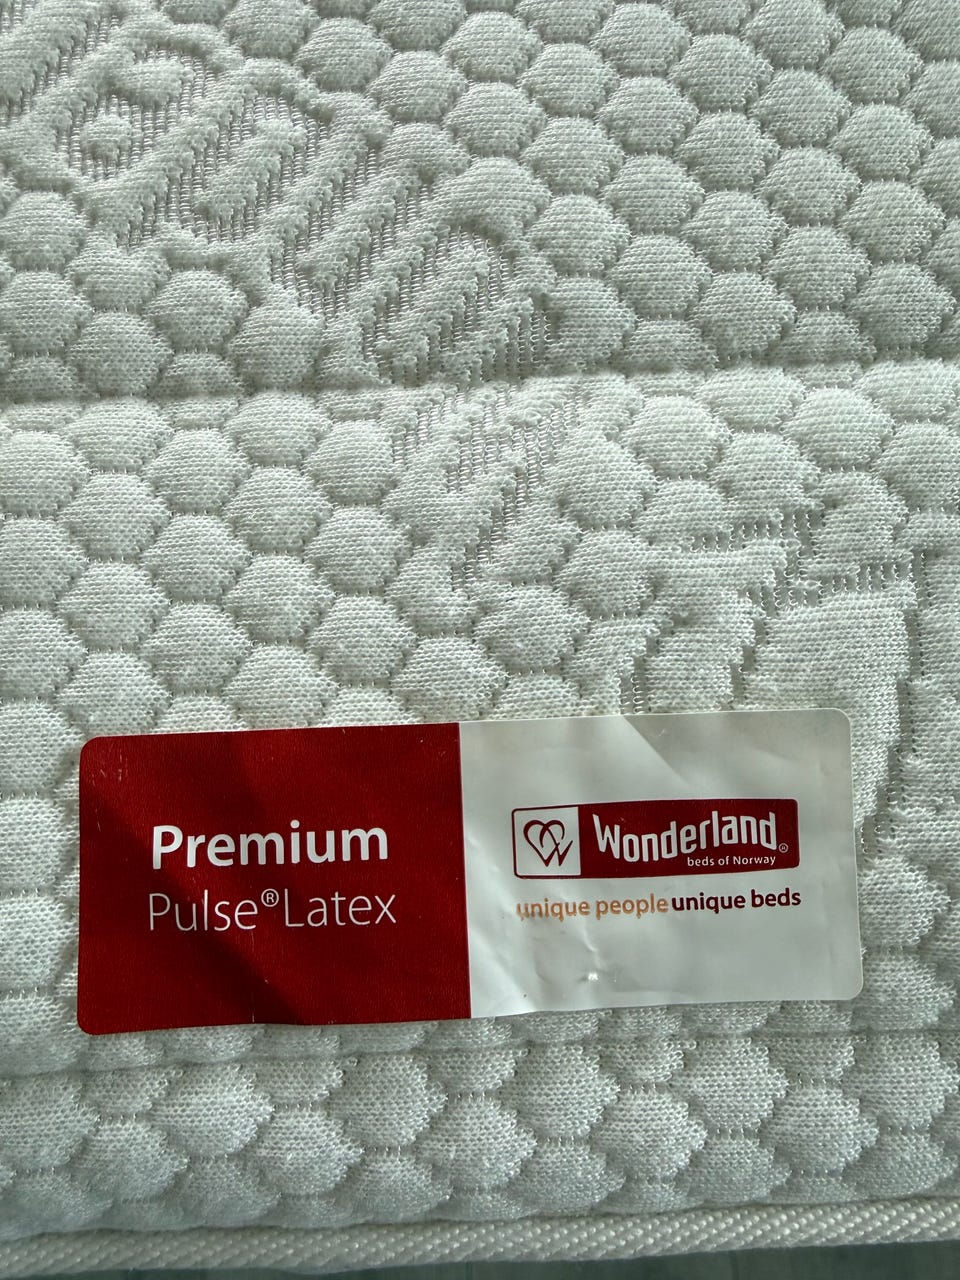 Premium
Pulse®Latex
Wonderland®
beds of Norway
unique people unique beds